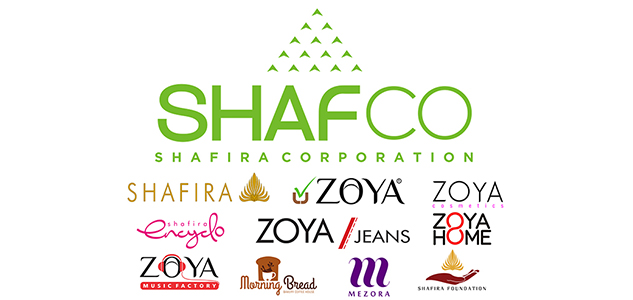 SHAFCO
SHAFIRA CORPORATION
SHAFIRA
ZOYA©
ZOYA
cosmetics
shafira
encyclo
ZOYA / JEANS
ZOYA
HOME
ZOYA
MUSIC FACTORY
Morning Bread
m
MEZORA
SHAFIRA FOUNDATION